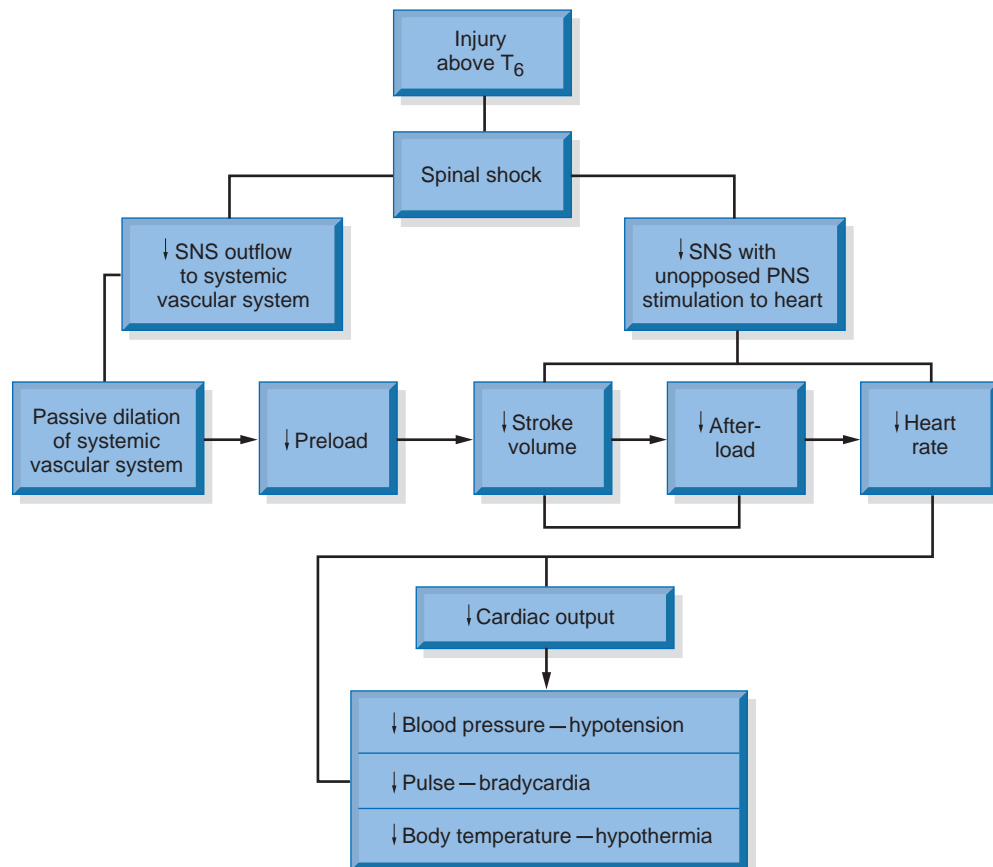 Injury
above T6
Spinal shock
↓ SNS outflow
to systemic
vascular system
↓ SNS with
unopposed PNS
stimulation to heart
Passive dilation
of systemic
vascular system
↓ Preload
↓ Stroke
volume
↓ After-
load
↓ Heart
rate
↓ Cardiac output
↓ Blood pressure — hypotension
↓ Pulse — bradycardia
↓ Body temperature — hypothermia